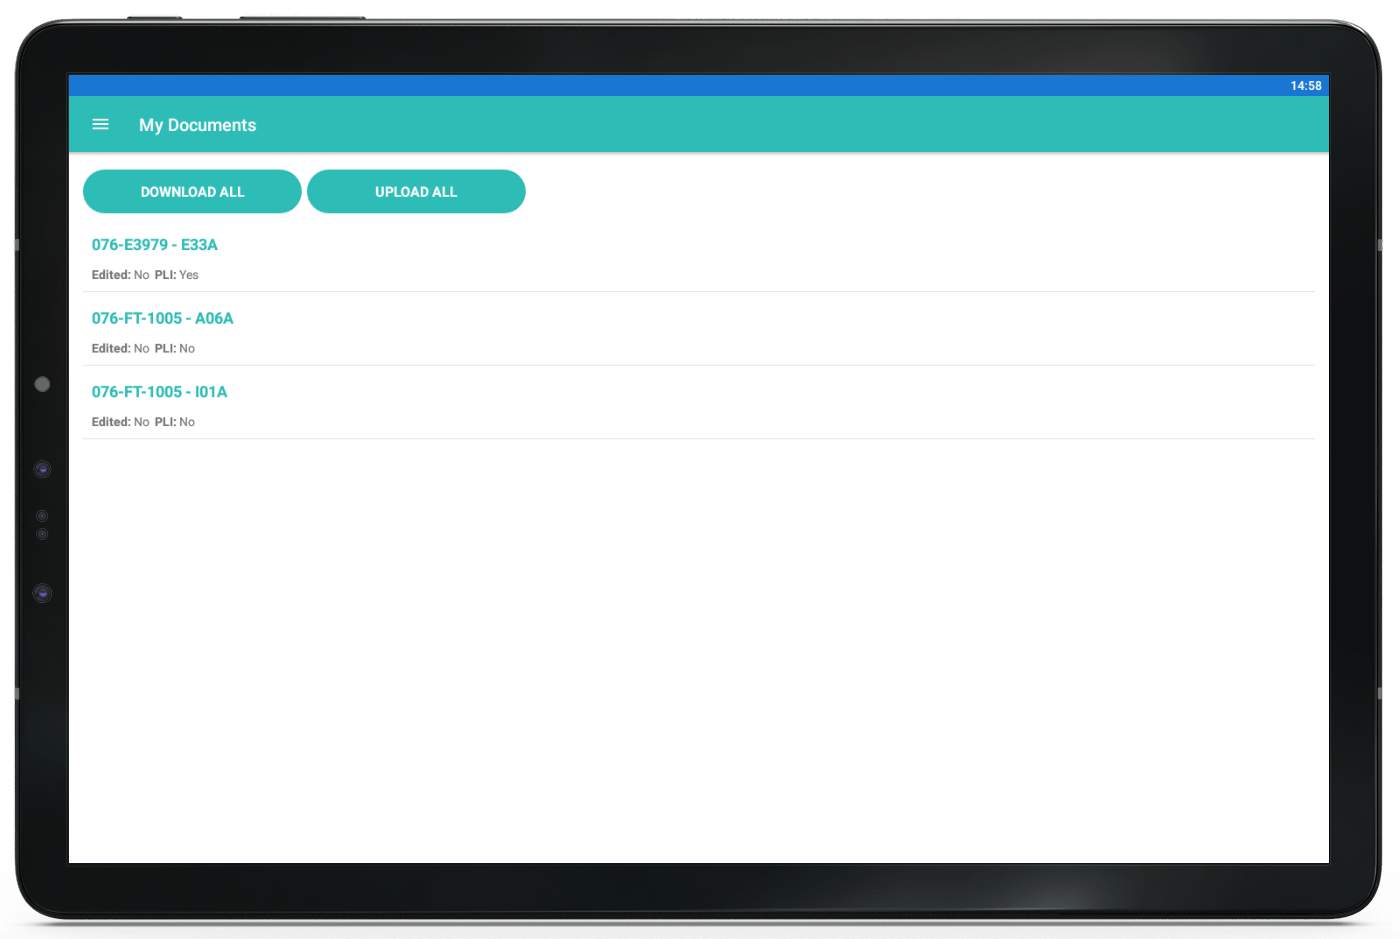 14:58
My Documents
DOWNLOAD ALL UPLOAD ALL
076-E3979 - E33A
Edited: No PLI: Yes
076-FT-1005 - A06A
Edited: No PLI: No
076-FT-1005 - I01A
Edited: No PLI: No